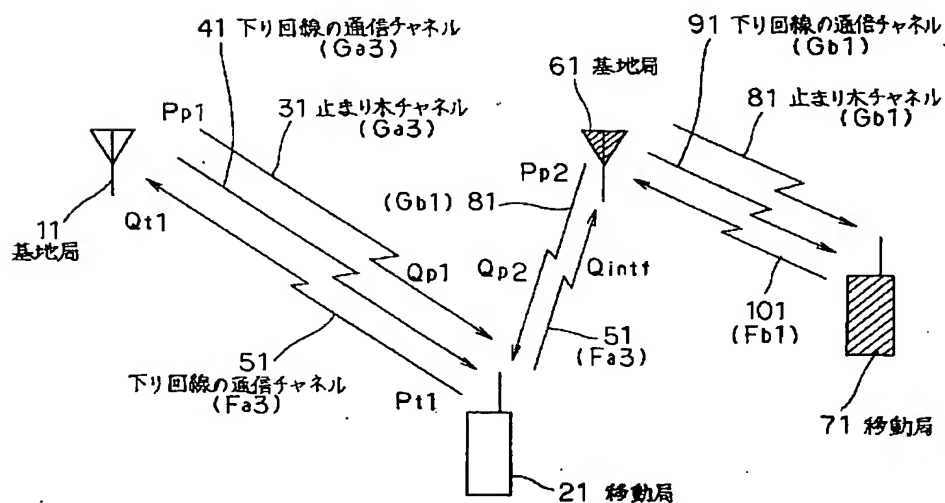 41 下り回線の通信チャネル
(Ga3)
Pp1
31 止まり木チャネル
(Ga3)
11
基地局
Qt1
Qp1
51
下り回線の通信チャネル
(Fa3)
Pt1
21 移動局
61 基地局
Pp2
(Gb1) 81
Qp2
Qintf
51
(Fa3)
91 下り回線の通信チャネル
(Gb1)
81 止まり木チャネル
(Gb1)
101
(Fb1)
71 移動局